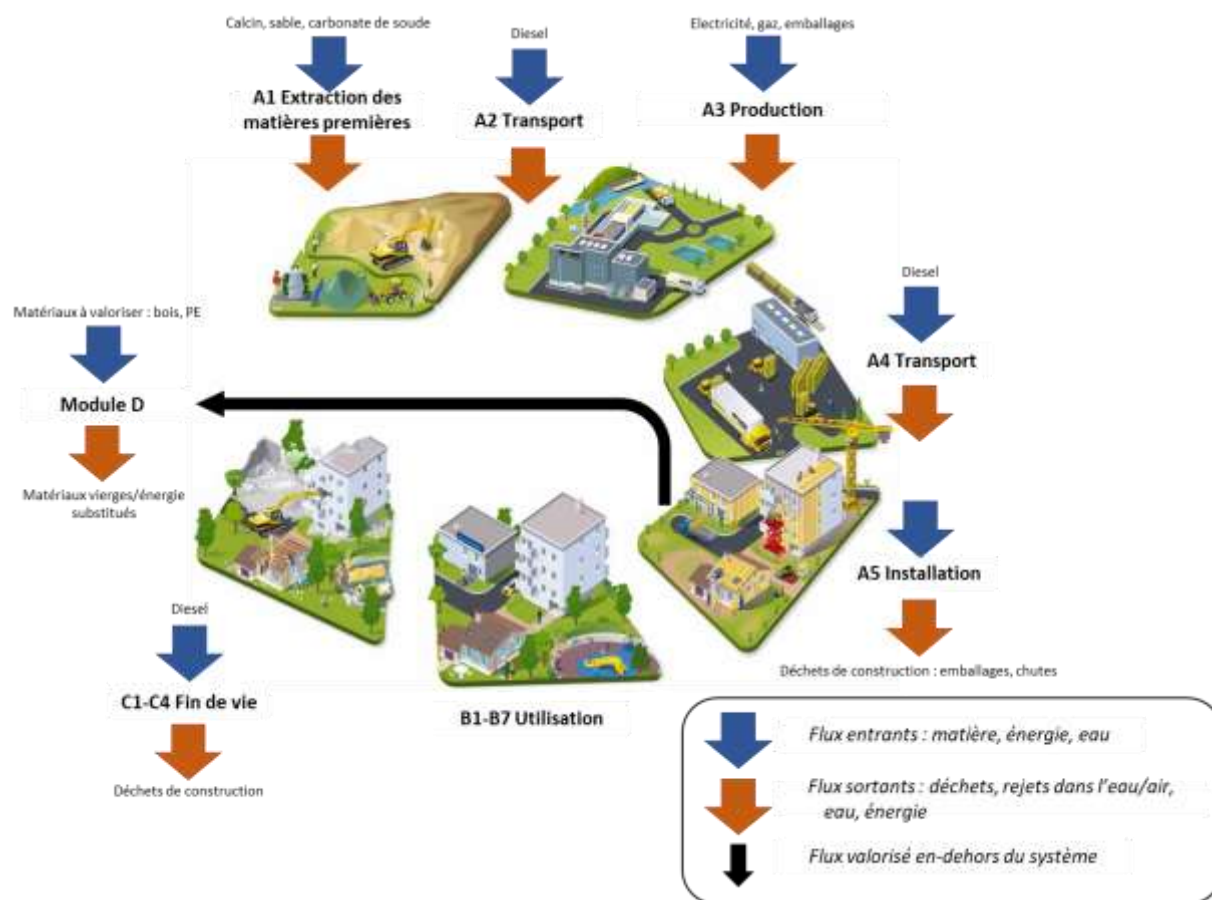 Calcin, sable, carbonate de soude
Diesel
Electricité, gaz, emballages
A1 Extraction des
matières premières
A2 Transport
A3 Production
Diesel
Matériaux à valoriser : bois, PE
A4 Transport
Module D
Matériaux vierges/énergie
substitués
A5 Installation
Diesel
Déchets de construction : emballages, chutes
C1-C4 Fin de vie
B1-B7 Utilisation
Flux entrants : matière, énergie, eau
Flux sortants : déchets, rejets dans l'eau/air,
eau, énergie
Déchets de construction
Flux valorisé en-dehors du système